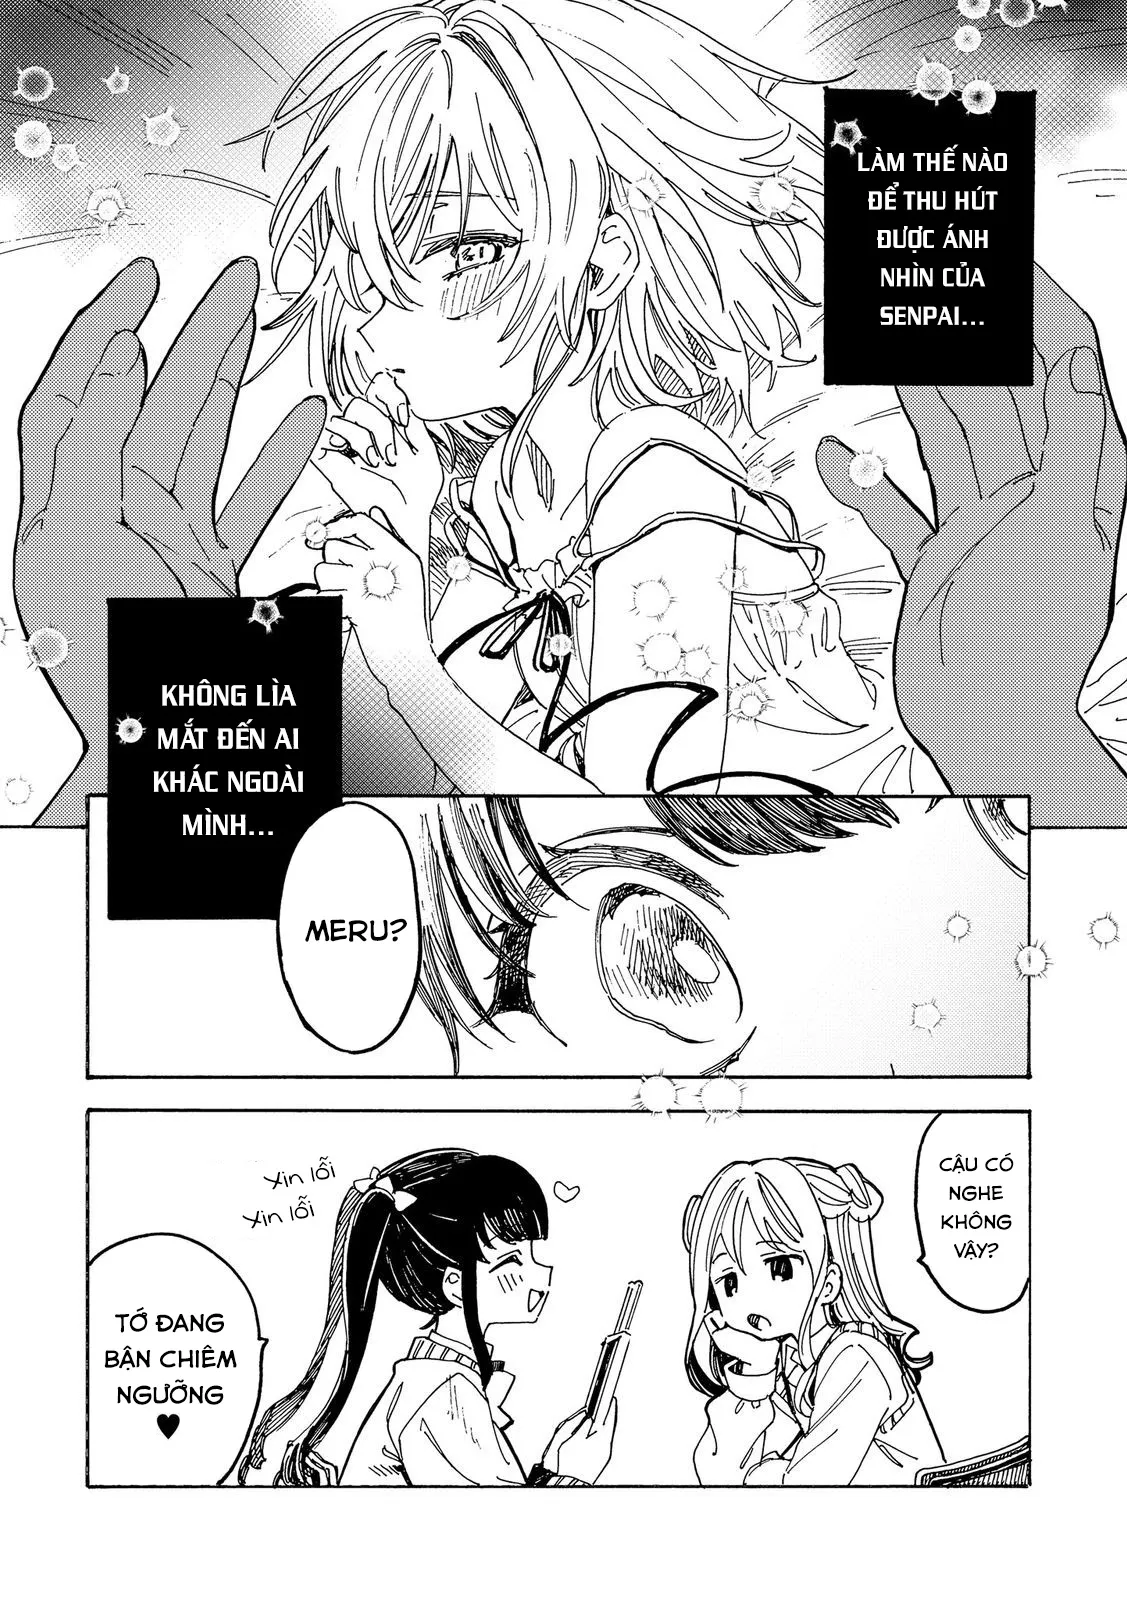 LÀM THẾ NÀO
ĐỂ THU HÚT
ĐƯỢC ÁNH
NHÌN CỦA
SENPAI...
KHÔNG LÌA
MẮT ĐẾN AI
KHÁC NGOÀI
MÌNH...
MERU?
CẬU CÓ
NGHE
KHÔNG
VẬY?
Xin lỗi
Xin lỗi
TỚ ĐANG
BẬN CHIÊM
NGƯỠNG
♥